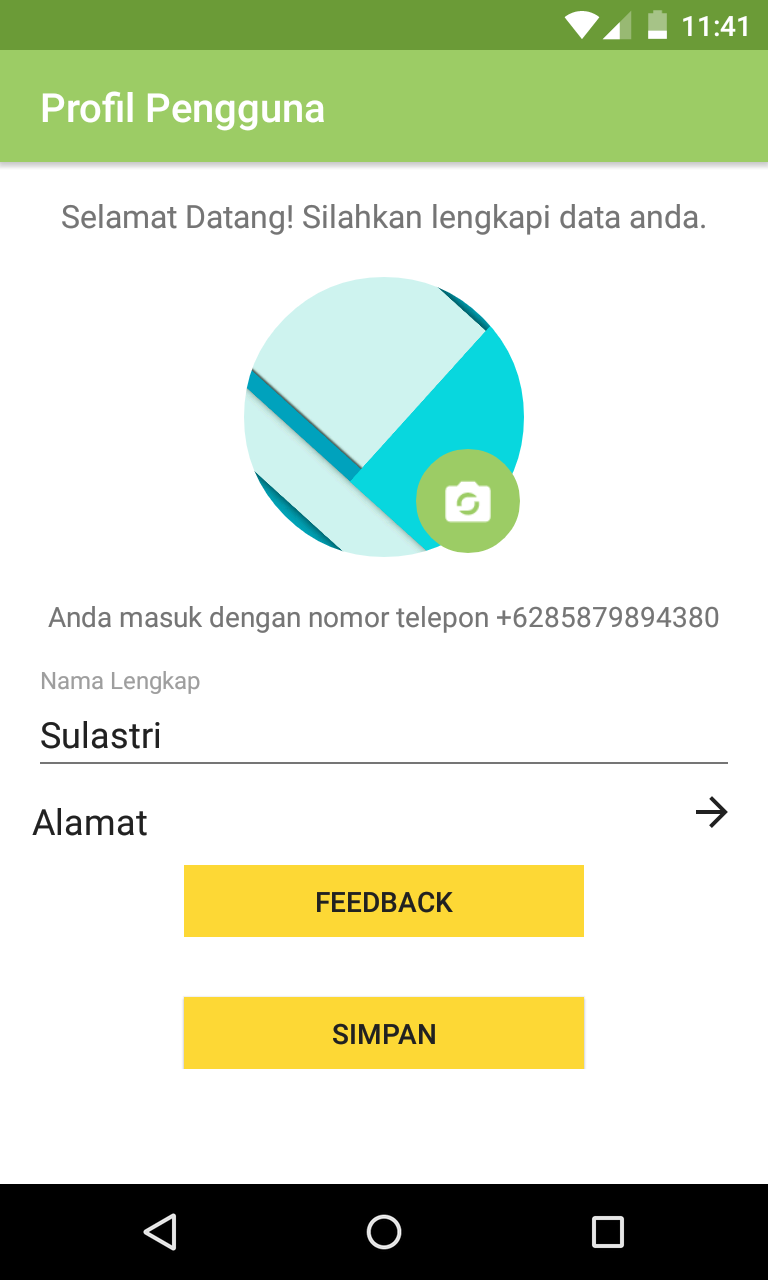 11:41
Profil Pengguna
Selamat Datang! Silahkan lengkapi data anda.
Anda masuk dengan nomor telepon +6285879894380
Nama Lengkap
Sulastri
Alamat
FEEDBACK
SIMPAN